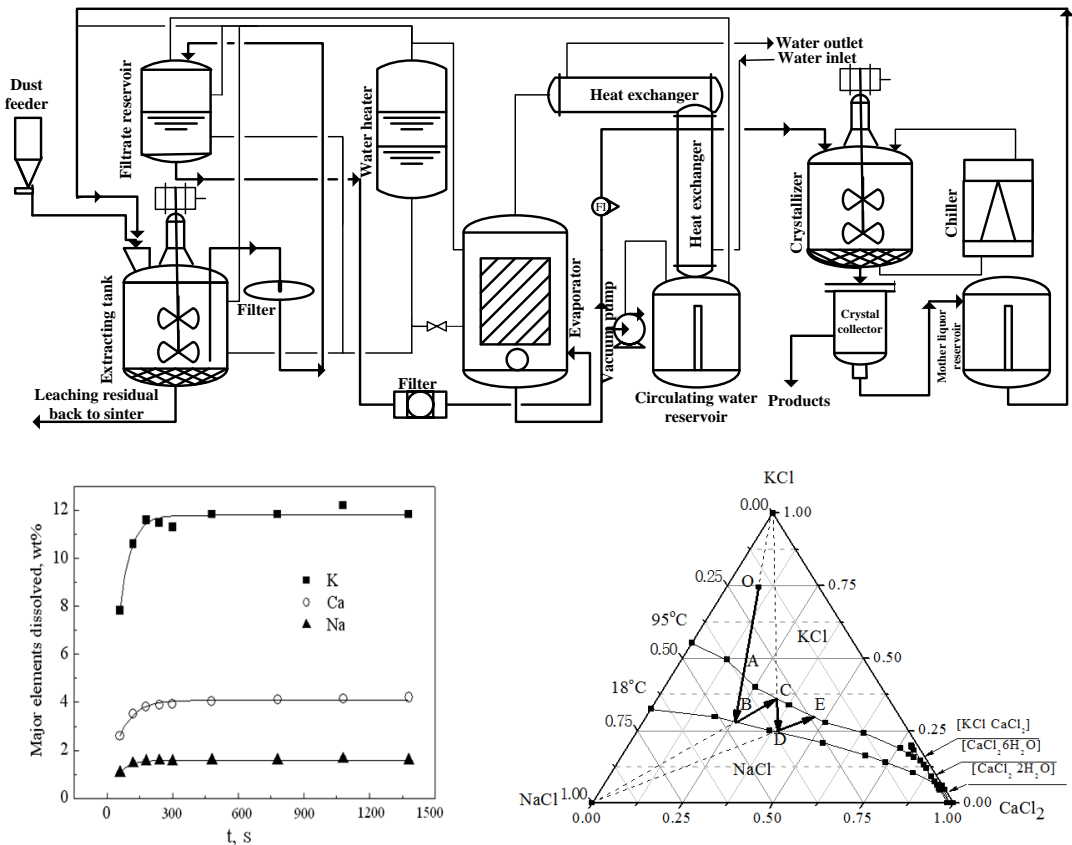 Water outlet
Water inlet
Dust
feeder
Filtrate reservoir
Water heater
Heat exchanger
Heat exchanger
Crystallizer
Chiller
Extracting tank
Filter
Evaporator
Vacuum pump
FI
Crystal
collector
Mother liquor
reservoir
Leaching residual
back to sinter
Filter
Circulating water
reservoir
Products
Major elements dissolved, wt%
12
10
8
6
4
2
0
K
Ca
Na
0
300
600
900
1200
1500
t, s
KCl
0.00
1.00
0.25
O
0.75
95°C
KCl
0.50
A
0.50
18°C
C
B
E
0.75
D
0.25
[KCl CaCl2]
[CaCl2 6H2O]
NaCl
[CaCl2 2H2O]
NaCl
1.00
0.00
CaCl2
0.00
0.25
0.50
0.75
1.00